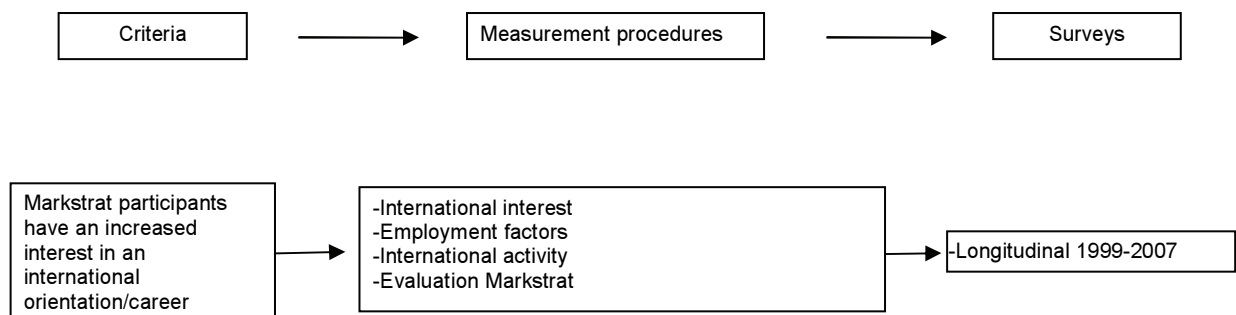 Criteria
Measurement procedures
Surveys
Markstrat participants
have an increased
interest in an
international
orientation/career
-International interest
-Employment factors
-International activity
-Evaluation Markstrat
-Longitudinal 1999-2007